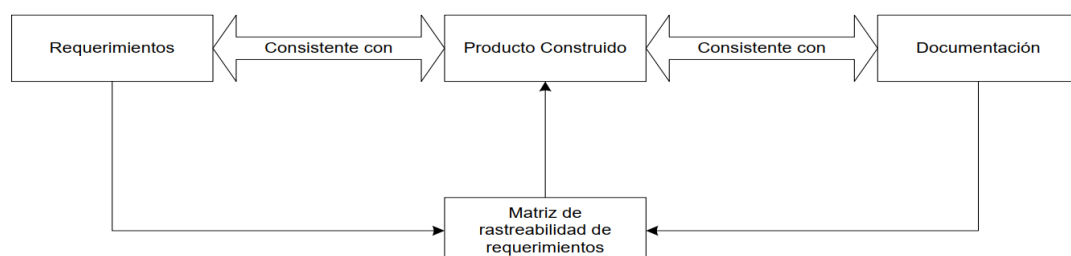 Requerimientos
Consistente con
Producto Construido
Consistente con
Documentación
Matriz de
rastreabilidad de
requerimientos